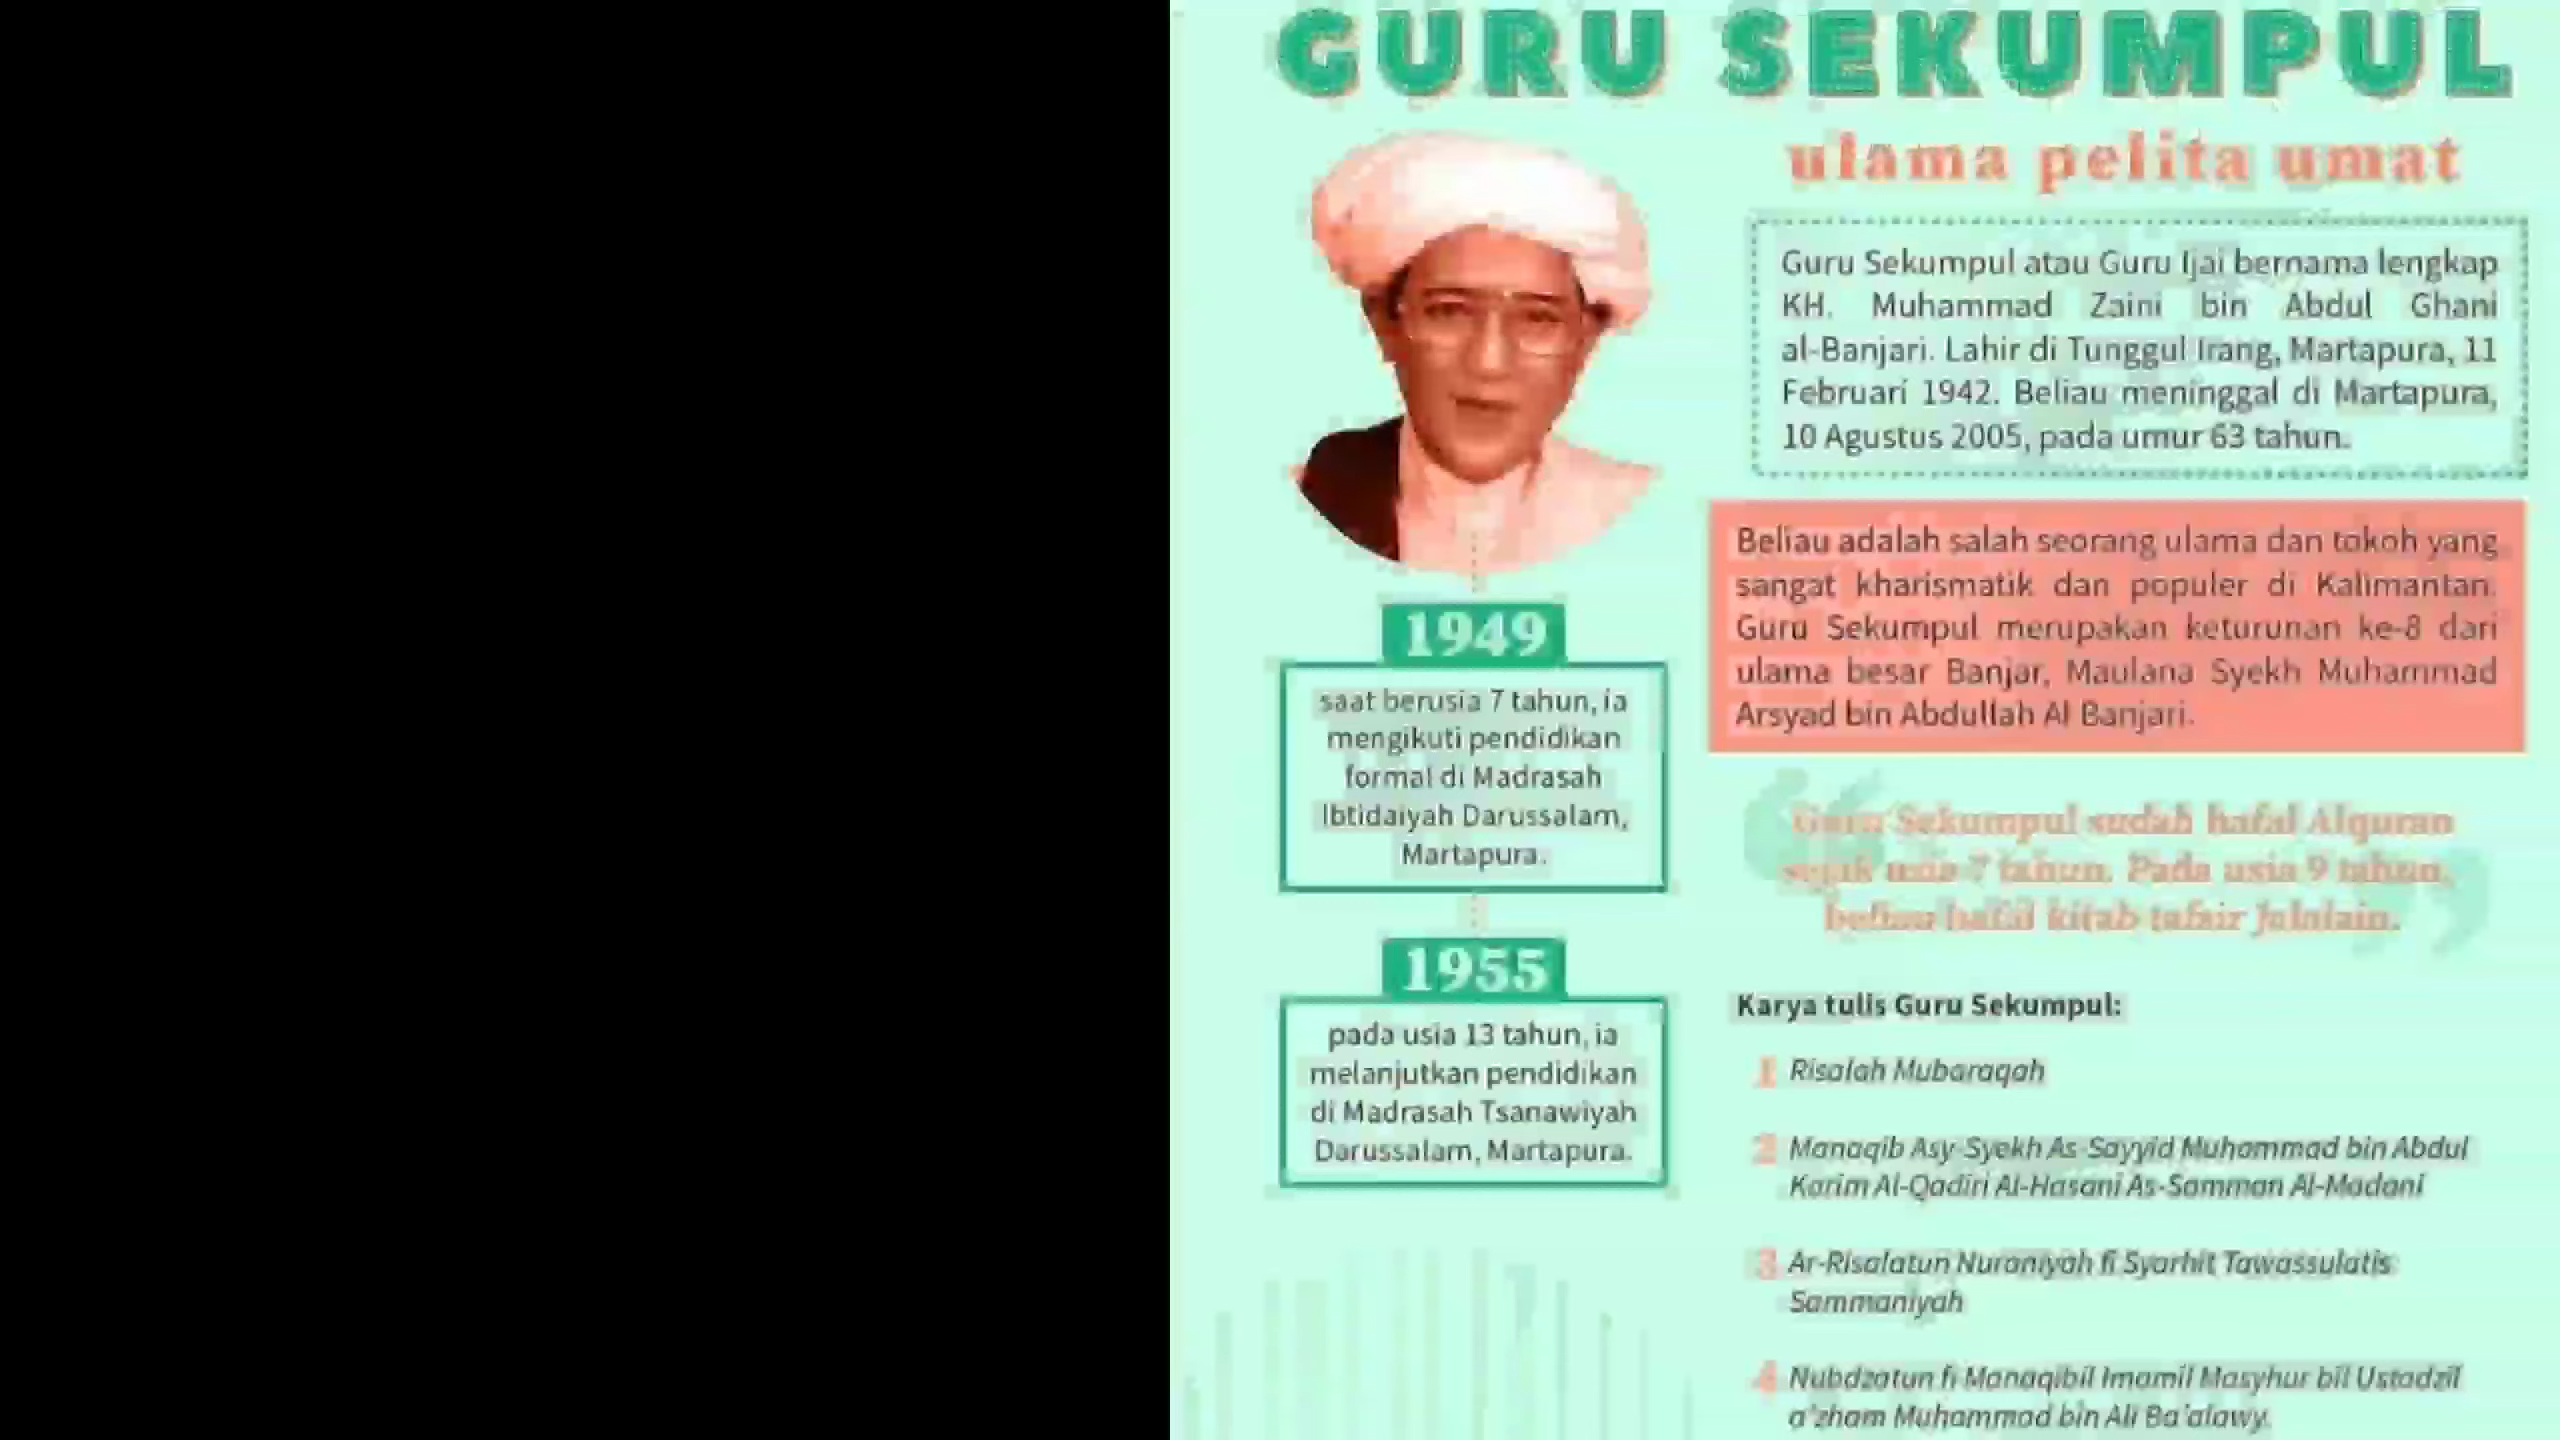 GURU SEKUMPUL
ulama pelita umat
Guru Sekumpul atau Guru Ijai bernama lengkap
KH. Muhammad Zaini bin Abdul Ghani
al-Banjari. Lahir di Tunggul Irang, Martapura, 11
Februari 1942. Beliau meninggal di Martapura,
10 Agustus 2005, pada umur 63 tahun.
Beliau adalah salah seorang ulama dan tokoh yang
sangat kharismatik dan populer di Kalimantan.
Guru Sekumpul merupakan keturunan ke-8 dari
ulama besar Banjar, Maulana Syekh Muhammad
Arsyad bin Abdullah Al Banjari.
1949
saat berusia 7 tahun, ia
mengikuti pendidikan
formal di Madrasah
Ibtidaiyah Darussalam,
Martapura.
1955
pada usia 13 tahun, ia
melanjutkan pendidikan
di Madrasah Tsanawiyah
Darussalam, Martapura.
Guru Sekumpul sudah hafal Alquran
sejak usia 7 tahun. Pada usia 9 tahun,
beliau hafal kitab tafsir Jalalain.
Karya tulis Guru Sekumpul:
1 Risalah Mubaraqah
2 Manaqib Asy-Syekh As-Sayyid Muhammad bin Abdul
Karim Al-Qadiri Al-Hasani As-Samman Al-Madani
3 Ar-Risalatun Nuraniyah fi Syarhit Tawassulatis
Sammaniyah
4 Nubdzatun fi Manaqibil Imamil Masyhur bil Ustadzil
a'zham Muhammad bin Ali Ba'alawy.